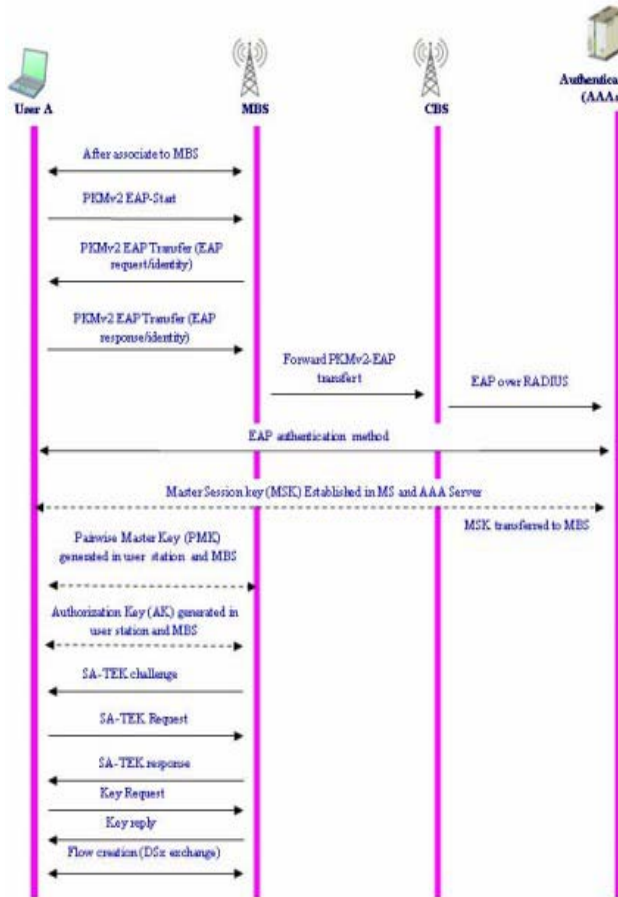 User A
MBS
CBS
(AAA
After associate to MBS
PKMv2 EAP-Start
PKMv2 EAP Transfer (EAP
request/identity)
PKMv2 EAP Transfer (EAP
response/identity)
Forward PKMv2-EAP
transfert
EAP over RADIUS
EAP authentication method
Master Session key (MSK) Established in MS and AAA Server
MSK transferred to MBS
Pairwise Master Key (PMK)
generated in user station and MBS
Authorization Key (AK) generated in
user station and MBS
SA-TEK challenge
SA-TEK Request
SA-TEK response
Key Request
Key reply
Flow creation (DSx exchange)